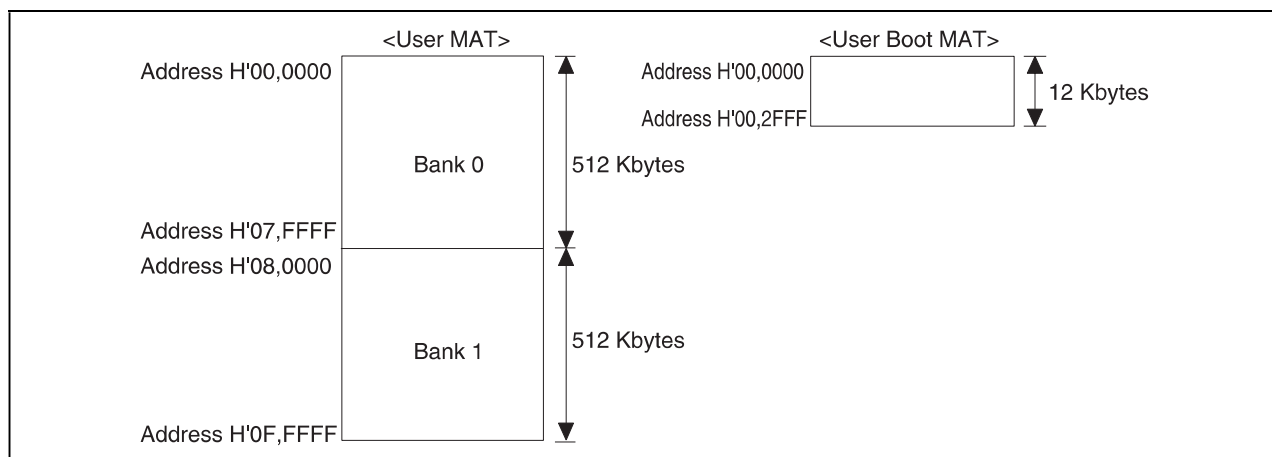 <User MAT>
Address H'00,0000
Bank 0
512 Kbytes
Address H'07,FFFF
Address H'08,0000
Bank 1
512 Kbytes
Address H'0F,FFFF
<User Boot MAT>
Address H'00,0000
12 Kbytes
Address H'00,2FFF